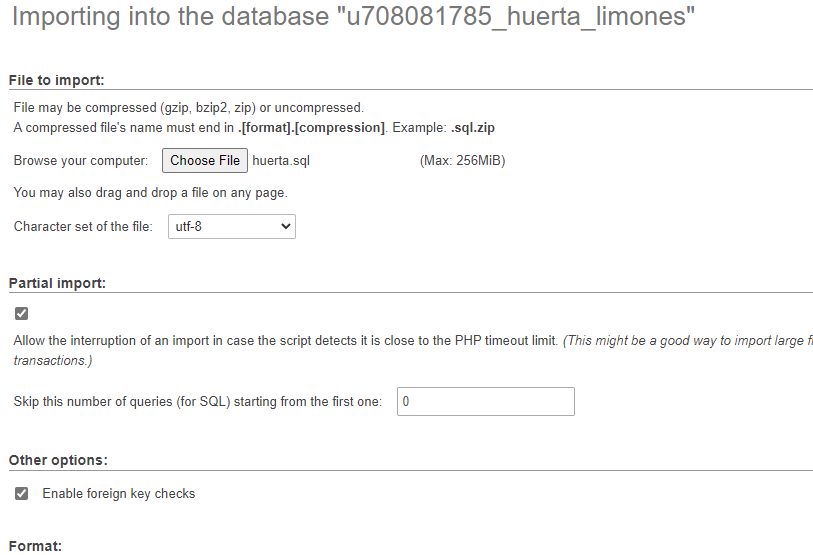 Importing into the database "u708081785_huerta_limones"
File to import:
File may be compressed (gzip, bzip2, zip) or uncompressed.
A compressed file's name must end in .[format].[compression]. Example: .sql.zip
Browse your computer: Choose File huerta.sql (Max: 256MiB)
You may also drag and drop a file on any page.
Character set of the file: utf-8
Partial import:
Allow the interruption of an import in case the script detects it is close to the PHP timeout limit. (This might be a good way to import large
transactions.)
Skip this number of queries (for SQL) starting from the first one: 0
Other options:
Enable foreign key checks
Format: